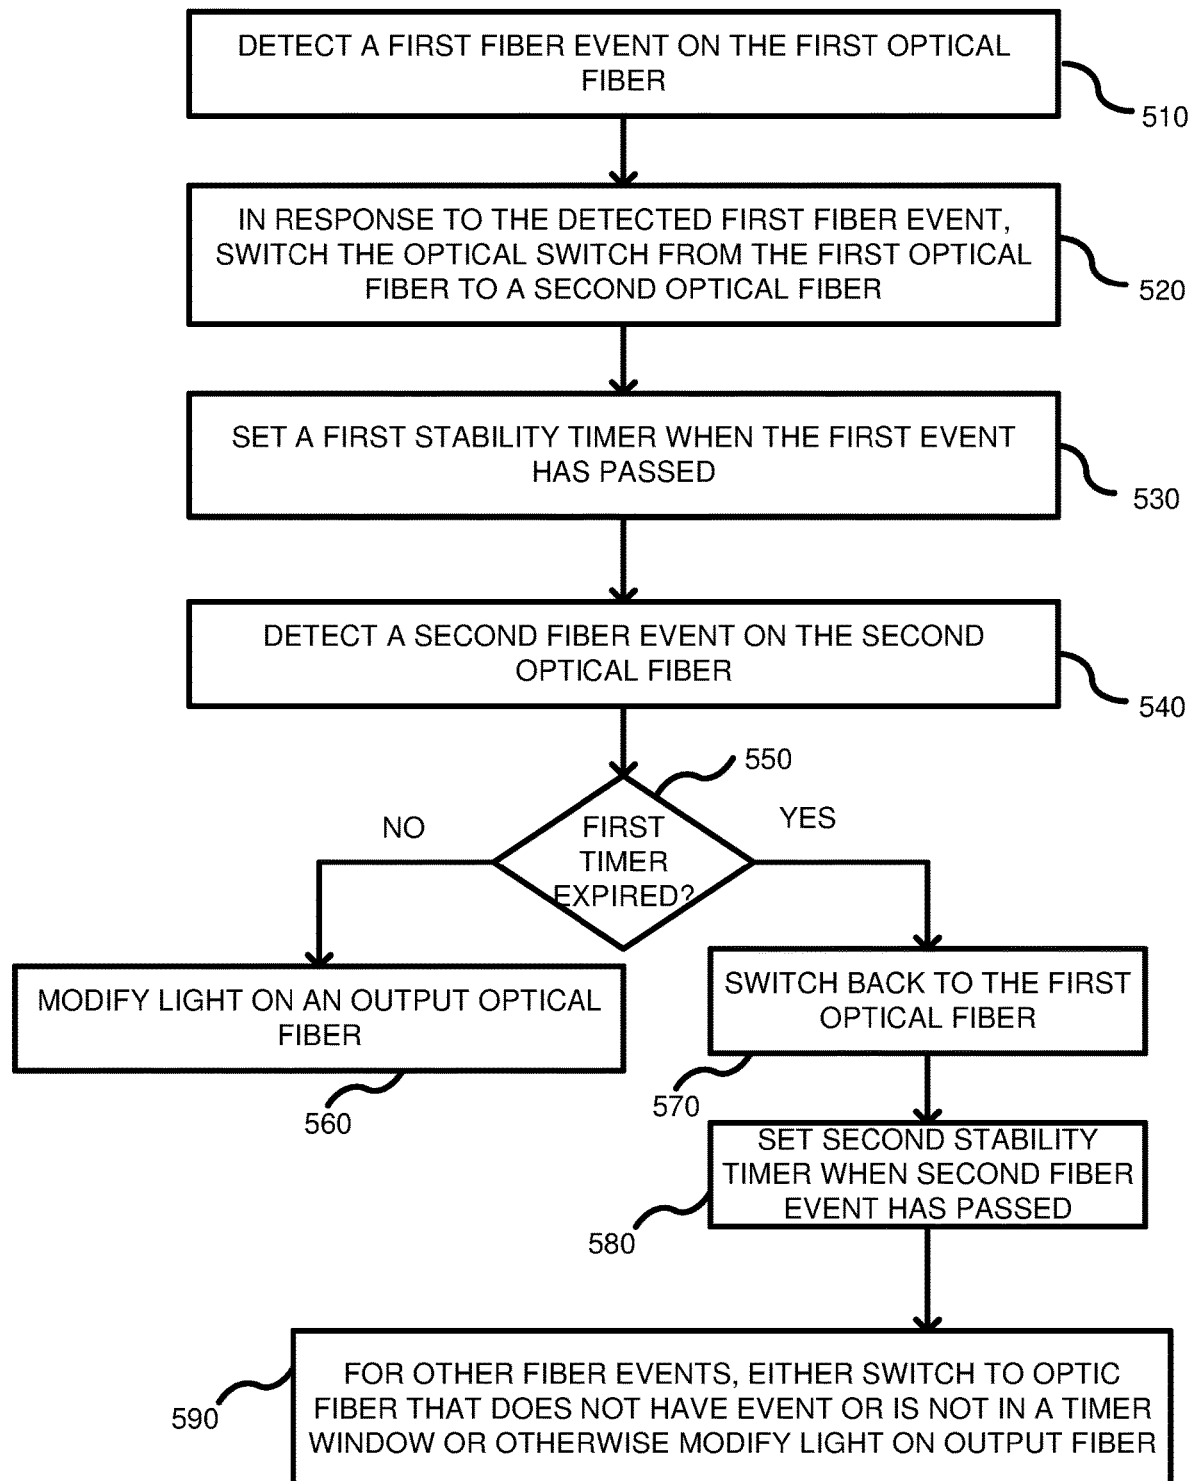 DETECT A FIRST FIBER EVENT ON THE FIRST OPTICAL
FIBER
510
IN RESPONSE TO THE DETECTED FIRST FIBER EVENT,
SWITCH THE OPTICAL SWITCH FROM THE FIRST OPTICAL
FIBER TO A SECOND OPTICAL FIBER
520
SET A FIRST STABILITY TIMER WHEN THE FIRST EVENT
HAS PASSED
530
DETECT A SECOND FIBER EVENT ON THE SECOND
OPTICAL FIBER
540
550
NO
YES
FIRST
TIMER
EXPIRED?
MODIFY LIGHT ON AN OUTPUT OPTICAL
FIBER
560
SWITCH BACK TO THE FIRST
OPTICAL FIBER
570
SET SECOND STABILITY
TIMER WHEN SECOND FIBER
EVENT HAS PASSED
580
FOR OTHER FIBER EVENTS, EITHER SWITCH TO OPTIC
FIBER THAT DOES NOT HAVE EVENT OR IS NOT IN A TIMER
WINDOW OR OTHERWISE MODIFY LIGHT ON OUTPUT FIBER
590